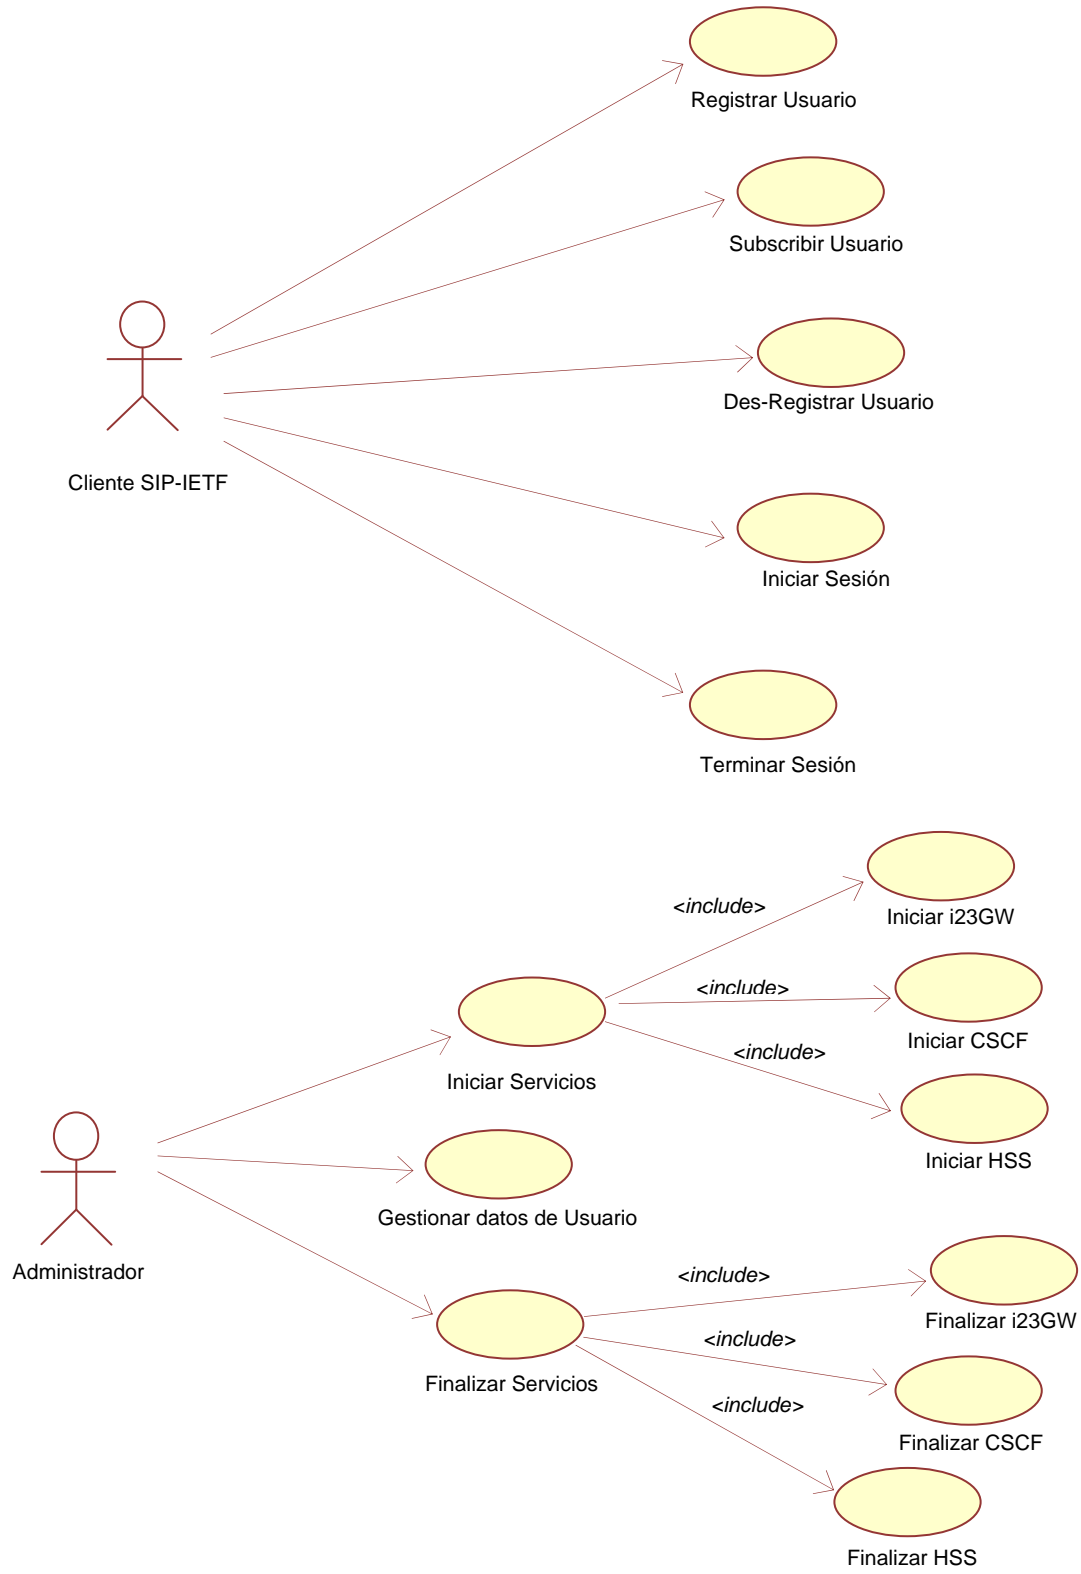 Registrar Usuario
Subscribir Usuario
Des-Registrar Usuario
Cliente SIP-IETF
Iniciar Sesión
Terminar Sesión
<include>
Iniciar i23GW
<include>
Iniciar CSCF
<include>
Iniciar Servicios
Iniciar HSS
Gestionar datos de Usuario
Administrador
<include>
Finalizar i23GW
<include>
Finalizar Servicios
<include>
Finalizar CSCF
Finalizar HSS